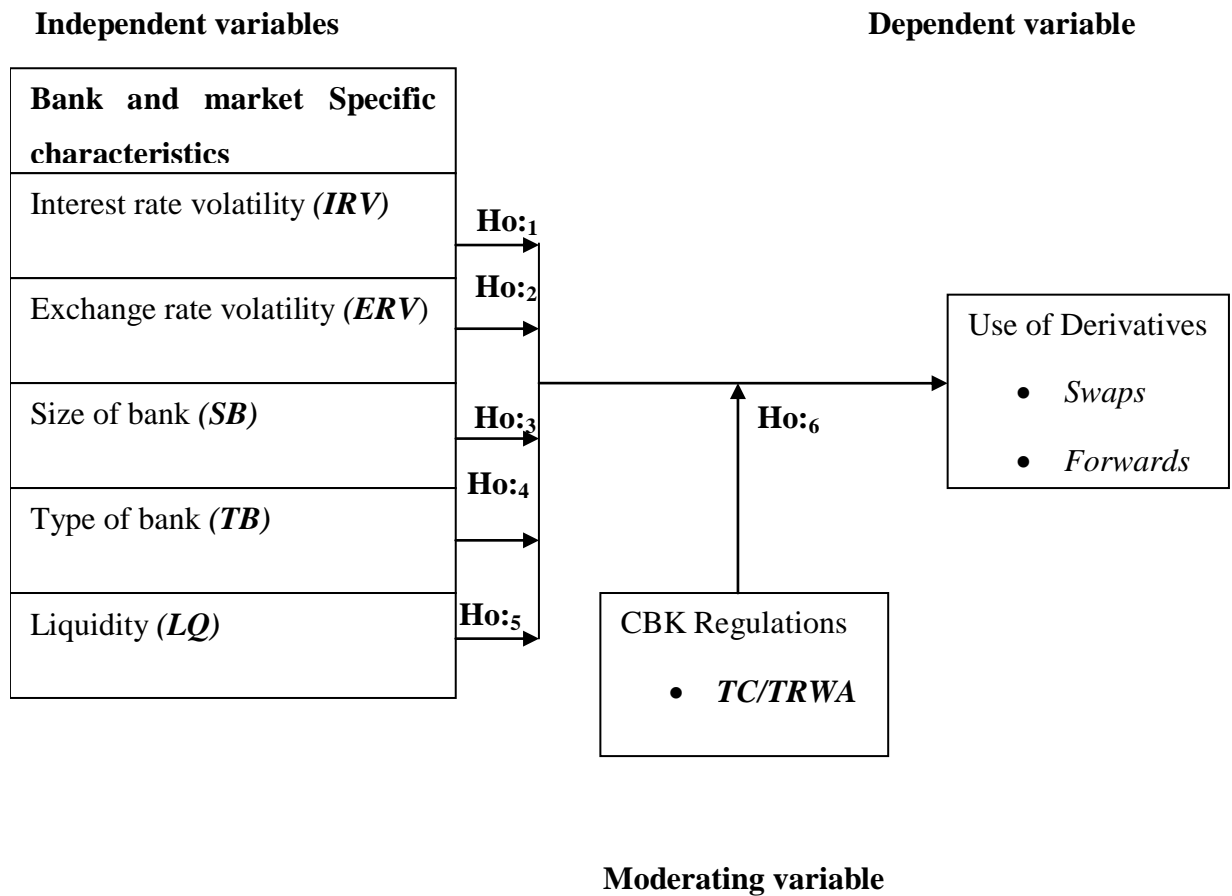 Independent variables
Dependent variable
Bank and market Specific
characteristics
Interest rate volatility (IRV)
Ho:1
Exchange rate volatility (ERV)
Ho:2
Size of bank (SB)
Ho:3
Type of bank (TB)
Ho:4
Liquidity (LQ)
Ho:5
Use of Derivatives
• Swaps
• Forwards
Ho:6
CBK Regulations
• TC/TRWA
Moderating variable